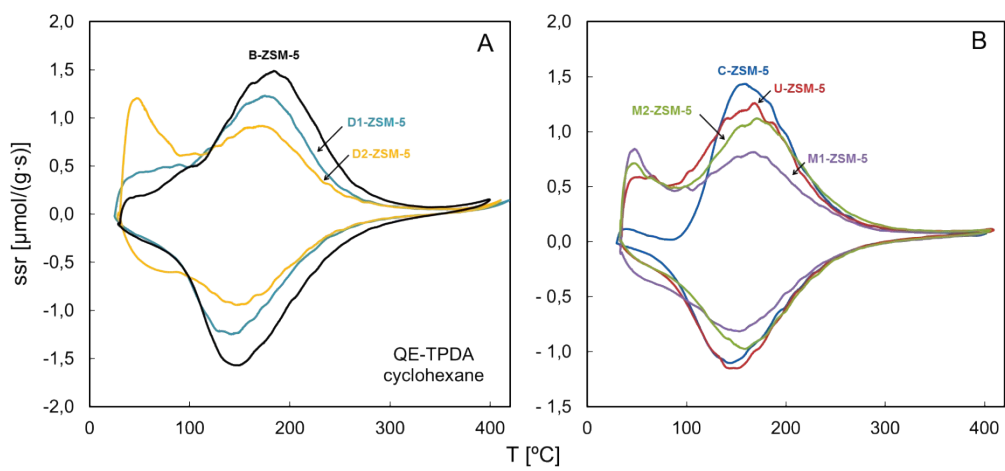 2,0
1,5
1,0
0,5
0,0
-0,5
-1,0
-1,5
-2,0
ssr [µmol/(g·s)]
0
100
200
300
400
A
B-ZSM-5
D1-ZSM-5
D2-ZSM-5
QE-TPDA
cyclohexane
2,0
1,5
1,0
0,5
0,0
- 0,5
- 1,0
- 1,5
0
100
200
300
400
B
C-ZSM-5
U-ZSM-5
M2-ZSM-5
M1-ZSM-5
T [ºC]